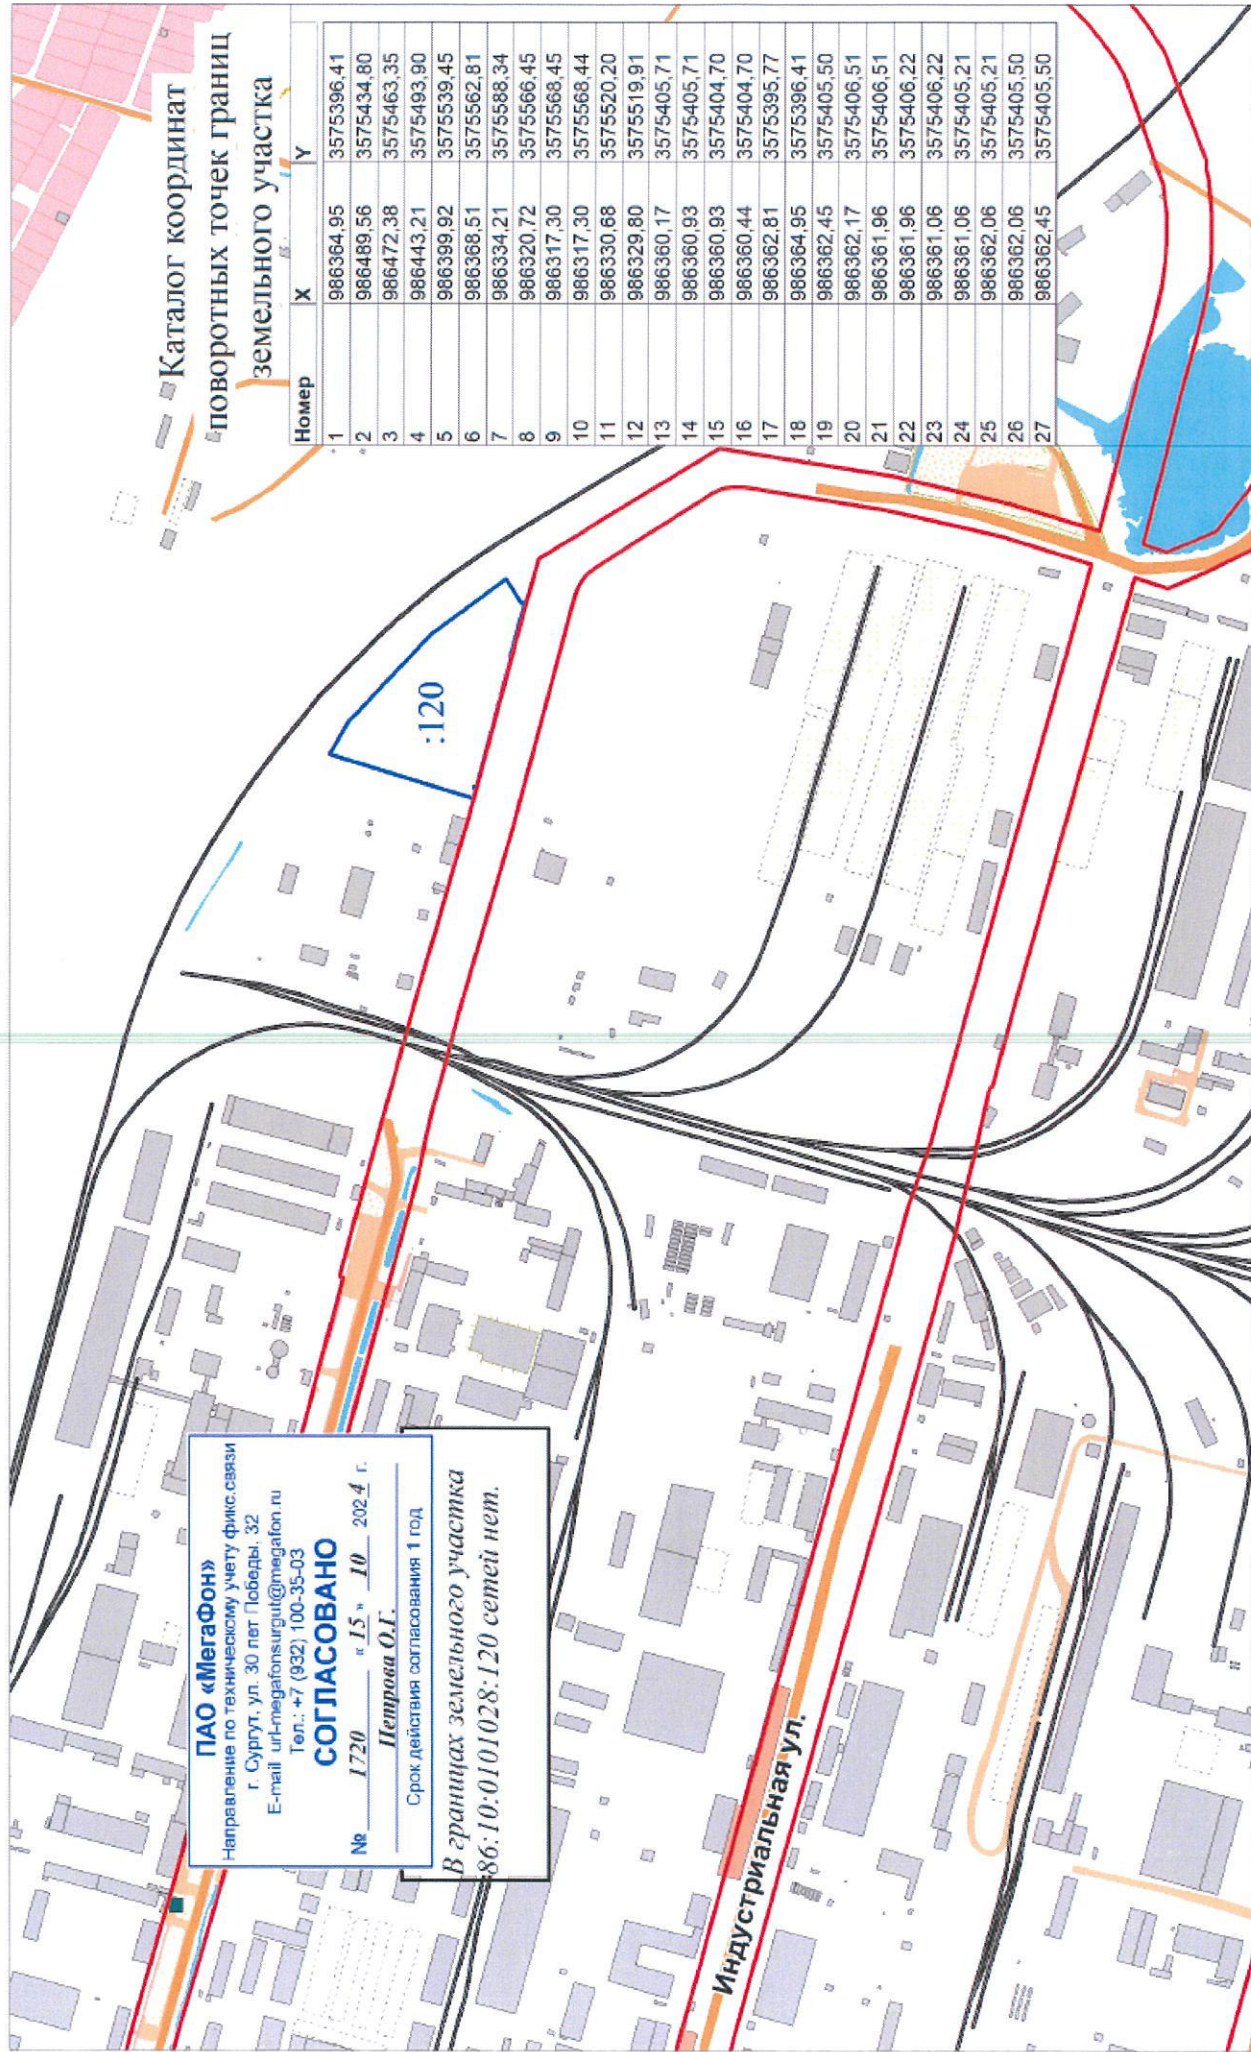 Каталог координат
поворотных точек границ
земельного участка
Номер X Y
1 986364,95 3575396,41
2 986489,56 3575434,80
3 986472,38 3575463,35
4 986443,21 3575493,90
5 986399,92 3575539,45
6 986368,51 3575562,81
7 986334,21 3575588,34
8 986320,72 3575566,45
9 986317,30 3575568,45
10 986317,30 3575568,44
11 986330,68 3575520,20
12 986329,80 3575519,91
13 986360,17 3575405,71
14 986360,93 3575405,71
15 986360,93 3575404,70
16 986360,44 3575404,70
17 986362,81 3575395,77
18 986364,95 3575396,41
19 986362,45 3575405,50
20 986362,17 3575406,51
21 986361,96 3575406,51
22 986361,96 3575406,22
23 986361,06 3575406,22
24 986361,06 3575405,21
25 986362,06 3575405,21
26 986362,06 3575405,50
27 986362,45 3575405,50
:120
ПАО «МегаФон»
Направление по техническому учету фикс.связи
г. Сургут, ул. 30 лет Победы, 32
E-mail url-megafonsurgut@megafon.ru
Тел.: +7 (932) 100-35-03
СОГЛАСОВАНО
№ 1720 « 15 » 10 2024 г.
Петрова О.Г.
Срок действия согласования 1 год
В границах земельного участка
86:10:0101028:120 сетей нет.
Индустриальная ул.